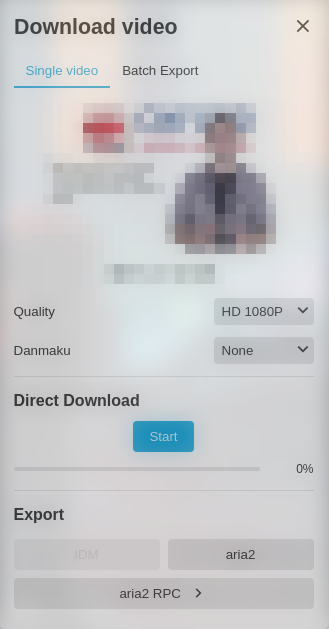 Download video
Single video
Batch Export
Quality
HD 1080P
Danmaku
None
Direct Download
Start
0%
Export
IDM
aria2
aria2 RPC